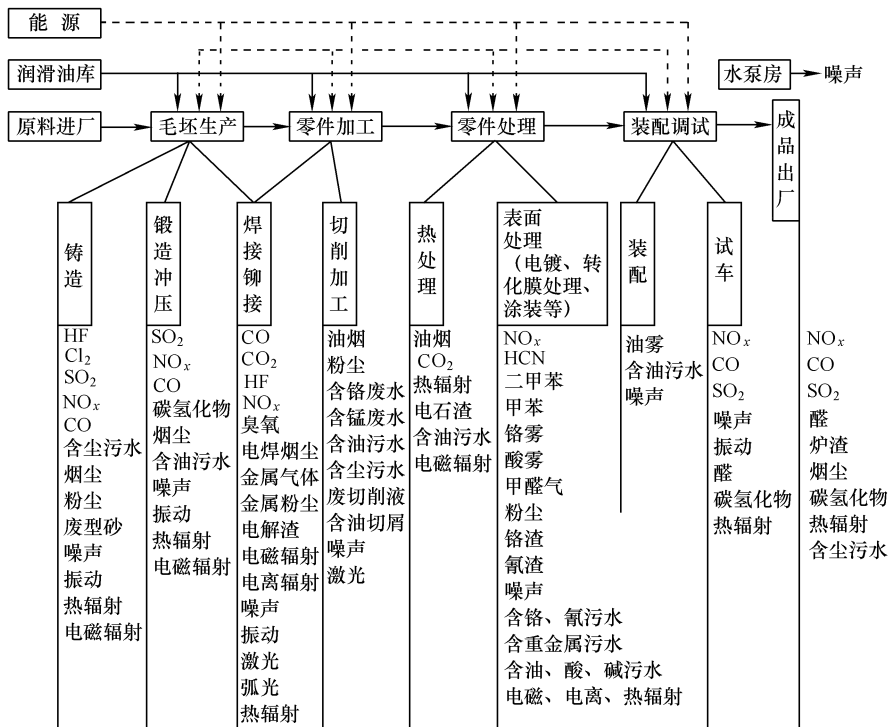 能源
润滑油库
水泵房
噪声
原料进厂
毛坯生产
零件加工
零件处理
装配调试
成品出厂
铸造
HF
Cl₂
SO₂
NOₓ
CO
含尘污水
烟尘
粉尘
废型砂
噪声
振动
热辐射
电磁辐射
锻造冲压
SO₂
NOₓ
CO
碳氢化物
烟尘
含油污水
噪声
振动
热辐射
电磁辐射
焊接铆接
CO
CO₂
HF
NOₓ
臭氧
电焊烟尘
金属气体
金属粉尘
电解渣
电磁辐射
电离辐射
噪声
振动
激光
弧光
热辐射
切削加工
油烟
粉尘
含铬废水
含锰废水
含油污水
含尘污水
废切削液
含油切屑
噪声
激光
热处理
油烟
CO₂
热辐射
电石渣
含油污水
电磁辐射
表面
处理
（电镀、转
化膜处理、
涂装等）
NOₓ
HCN
二甲苯
甲苯
铬雾
酸雾
甲醛气
粉尘
铬渣
氰渣
噪声
含铬、氰污水
含重金属污水
含油、酸、碱污水
电磁、电离、热辐射
装配
油雾
含油污水
噪声
试车
NOₓ
CO
SO₂
噪声
振动
醛
碳氢化物
热辐射
NOₓ
CO
SO₂
醛
炉渣
烟尘
碳氢化物
热辐射
含尘污水